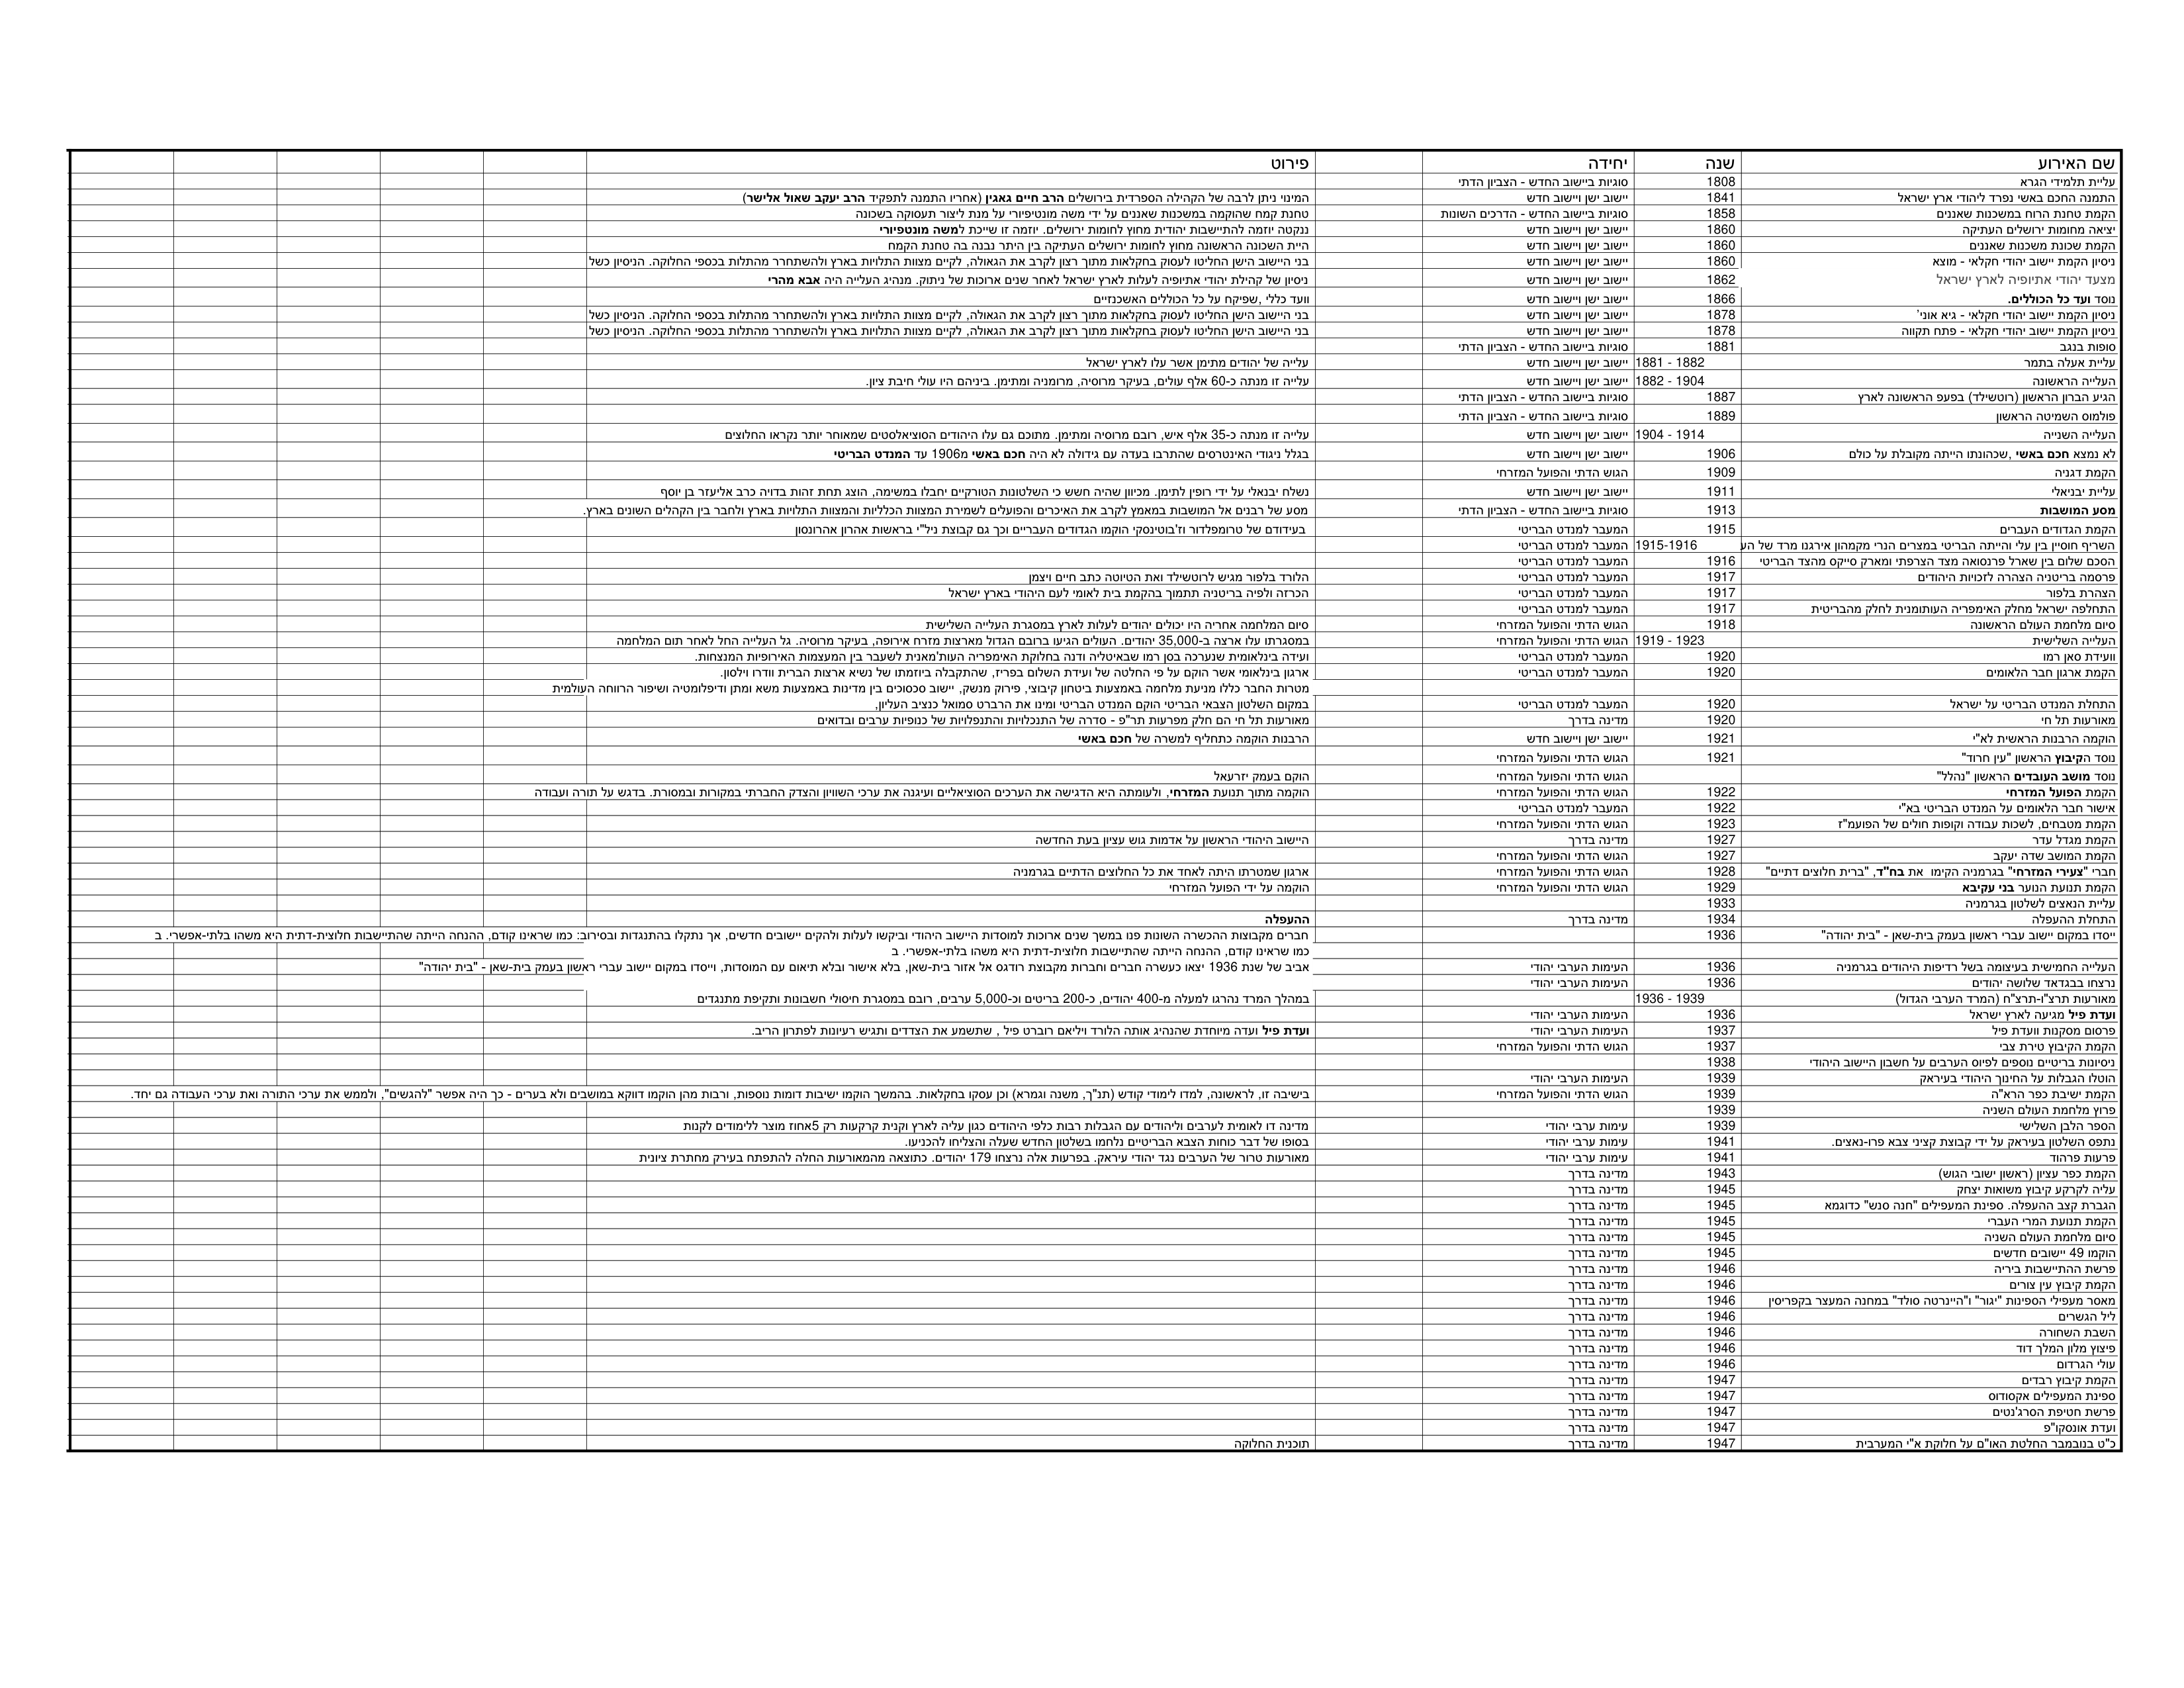 שם האירוע שנה יחידה פירוט
עליית תלמידי הגרא 1808 סוגיות ביישוב החדש - הצביון הדתי
התמנה החכם באשי נפרד ליהודי ארץ ישראל 1841 יישוב ישן ויישוב חדש המינוי ניתן לרבה של הקהילה הספרדית בירושלים הרב חיים גאגין (אחריו התמנה לתפקיד הרב יעקב שאול אלישר)
הקמת טחנת הרוח במשכנות שאננים 1858 סוגיות ביישוב החדש - הדרכים השונות טחנת קמח שהוקמה במשכנות שאננים על ידי משה מונטיפיורי על מנת ליצור תעסוקה בשכונה
יציאה מחומות ירושלים העתיקה 1860 יישוב ישן ויישוב חדש ננקטה יוזמה להתיישבות יהודית מחוץ לחומות ירושלים. יוזמה זו שייכת למשה מונטפיורי
הקמת שכונת משכנות שאננים 1860 יישוב ישן ויישוב חדש היית השכונה הראשונה מחוץ לחומות ירושלים העתיקה בין היתר נבנה בה טחנת הקמח
ניסיון הקמת יישוב יהודי חקלאי - מוצא 1860 יישוב ישן ויישוב חדש בני היישוב הישן החליטו לעסוק בחקלאות מתוך רצון לקרב את הגאולה, לקיים מצוות התלויות בארץ ולהשתחרר מהתלות בכספי החלוקה. הניסיון כשל
מצעד יהודי אתיופיה לארץ ישראל 1862 יישוב ישן ויישוב חדש ניסיון של קהילת יהודי אתיופיה לעלות לארץ ישראל לאחר שנים ארוכות של ניתוק. מנהיג העלייה היה אבא מהרי
נוסד ועד כל הכוללים. 1866 יישוב ישן ויישוב חדש וועד כללי ,שפיקח על כל הכוללים האשכנזיים
ניסיון הקמת יישוב יהודי חקלאי - גיא אוני' 1878 יישוב ישן ויישוב חדש בני היישוב הישן החליטו לעסוק בחקלאות מתוך רצון לקרב את הגאולה, לקיים מצוות התלויות בארץ ולהשתחרר מהתלות בכספי החלוקה. הניסיון כשל
ניסיון הקמת יישוב יהודי חקלאי - פתח תקווה 1878 יישוב ישן ויישוב חדש בני היישוב הישן החליטו לעסוק בחקלאות מתוך רצון לקרב את הגאולה, לקיים מצוות התלויות בארץ ולהשתחרר מהתלות בכספי החלוקה. הניסיון כשל
סופות בנגב 1881 סוגיות ביישוב החדש - הצביון הדתי
עליית אעלה בתמר 1881 - 1882 יישוב ישן ויישוב חדש עלייה של יהודים מתימן אשר עלו לארץ ישראל
העלייה הראשונה 1882 - 1904 יישוב ישן ויישוב חדש עלייה זו מנתה כ-60 אלף עולים, בעיקר מרוסיה, מרומניה ומתימן. ביניהם היו עולי חיבת ציון.
הגיע הברון הראשון (רוטשילד) בפעפ הראשונה לארץ 1887 סוגיות ביישוב החדש - הצביון הדתי
פולמוס השמיטה הראשון 1889 סוגיות ביישוב החדש - הצביון הדתי
העלייה השנייה 1904 - 1914 יישוב ישן ויישוב חדש עלייה זו מנתה כ-35 אלף איש, רובם מרוסיה ומתימן. מתוכם גם עלו היהודים הסוציאלסטים שמאוחר יותר נקראו החלוצים
לא נמצא חכם באשי ,שכהונתו הייתה מקובלת על כולם 1906 יישוב ישן ויישוב חדש בגלל ניגודי האינטרסים שהתרבו בעדה עם גידולה לא היה חכם באשי מ1906 עד המנדט הבריטי
הקמת דגניה 1909 הגוש הדתי והפועל המזרחי
עליית יבניאלי 1911 יישוב ישן ויישוב חדש נשלח יבנאלי על ידי רופין לתימן. מכיוון שהיה חשש כי השלטונות הטורקיים יחבלו במשימה, הוצג תחת זהות בדויה כרב אליעזר בן יוסף
מסע המושבות 1913 סוגיות ביישוב החדש - הצביון הדתי מסע של רבנים אל המושבות במאמץ לקרב את האיכרים והפועלים לשמירת המצוות הכלליות והמצוות התלויות בארץ ולחבר בין הקהלים השונים בארץ.
הקמת הגדודים העברים 1915 המעבר למנדט הבריטי בעידודם של טרומפלדור וז'בוטינסקי הוקמו הגדודים העבריים וכך גם קבוצת ניל"י בראשות אהרון אהרונסון
השריף חוסיין בין עלי והייתה הבריטי במצרים הנרי מקמהון אירגנו מרד של הע 1915-1916 המעבר למנדט הבריטי
הסכם שלום בין שארל פרנסואה מצד הצרפתי ומארק סייקס מהצד הבריטי 1916 המעבר למנדט הבריטי
פרסמה בריטניה הצהרה לזכויות היהודים 1917 המעבר למנדט הבריטי הלורד בלפור מגיש לרוטשילד ואת הטיוטה כתב חיים ויצמן
הצהרת בלפור 1917 המעבר למנדט הבריטי הכרזה ולפיה בריטניה תתמוך בהקמת בית לאומי לעם היהודי בארץ ישראל
התחלפה ישראל מחלק האימפריה העותומנית לחלק מהבריטית 1917 המעבר למנדט הבריטי
סיום מלחמת העולם הראשונה 1918 הגוש הדתי והפועל המזרחי סיום המלחמה אחריה היו יכולים יהודים לעלות לארץ במסגרת העלייה השלישית
העלייה השלישית 1919 - 1923 הגוש הדתי והפועל המזרחי במסגרתו עלו ארצה ב-35,000 יהודים. העולים הגיעו ברובם הגדול מארצות מזרח אירופה, בעיקר מרוסיה. גל העלייה החל לאחר תום המלחמה
וועידת סאן רמו 1920 המעבר למנדט הבריטי ועידה בינלאומית שנערכה בסן רמו שבאיטליה ודנה בחלוקת האימפריה העות'מאנית לשעבר בין המעצמות האירופיות המנצחות.
הקמת ארגון חבר הלאומים 1920 המעבר למנדט הבריטי ארגון בינלאומי אשר הוקם על פי החלטה של ועידת השלום בפריז, שהתקבלה ביוזמתו של נשיא ארצות הברית וודרו וילסון.
מטרות החבר כללו מניעת מלחמה באמצעות ביטחון קיבוצי, פירוק מנשק, יישוב סכסוכים בין מדינות באמצעות משא ומתן ודיפלומטיה ושיפור הרווחה העולמית
התחלת המנדט הבריטי על ישראל 1920 המעבר למנדט הבריטי במקום השלטון הצבאי הבריטי הוקם המנדט הבריטי ומינו את הרברט סמואל כנציב העליון,
מאורעות תל חי 1920 מדינה בדרך מאורעות תל חי הם חלק מפרעות תר"פ - סדרה של התנכלויות והתנפלויות של כנופיות ערבים ובדואים
הוקמה הרבנות הראשית לא"י 1921 יישוב ישן ויישוב חדש הרבנות הוקמה כתחליף למשרה של חכם באשי
נוסד הקיבוץ הראשון "עין חרוד" 1921 הגוש הדתי והפועל המזרחי
נוסד מושב העובדים הראשון "נהלל" הגוש הדתי והפועל המזרחי הוקם בעמק יזרעאל
הקמת הפועל המזרחי 1922 הגוש הדתי והפועל המזרחי הוקמה מתוך תנועת המזרחי, ולעומתה היא הדגישה את הערכים הסוציאליים ועיגנה את ערכי השוויון והצדק החברתי במקורות ובמסורת. בדגש על תורה ועבודה
אישור חבר הלאומים על המנדט הבריטי בא"י 1922 המעבר למנדט הבריטי
הקמת מטבחים, לשכות עבודה וקופות חולים של הפועמ"ז 1923 הגוש הדתי והפועל המזרחי
הקמת מגדל עדר 1927 מדינה בדרך היישוב היהודי הראשון על אדמות גוש עציון בעת החדשה
הקמת המושב שדה יעקב 1927 הגוש הדתי והפועל המזרחי
חברי "צעירי המזרחי" בגרמניה הקימו את בח"ד, "ברית חלוצים דתיים" 1928 הגוש הדתי והפועל המזרחי ארגון שמטרתו היתה לאחד את כל החלוצים הדתיים בגרמניה
הקמת תנועת הנוער בני עקיבא 1929 הגוש הדתי והפועל המזרחי הוקמה על ידי הפועל המזרחי
עליית הנאצים לשלטון בגרמניה 1933
התחלת ההעפלה 1934 מדינה בדרך ההעפלה
ייסדו במקום יישוב עברי ראשון בעמק בית-שאן - "בית יהודה" 1936 חברים מקבוצות ההכשרה השונות פנו במשך שנים ארוכות למוסדות היישוב היהודי וביקשו לעלות ולהקים יישובים חדשים, אך נתקלו בהתנגדות ובסירוב: כמו שראינו קודם, ההנחה הייתה שהתיישבות חלוצית-דתית היא משהו בלתי-אפשרי. ב
כמו שראינו קודם, ההנחה הייתה שהתיישבות חלוצית-דתית היא משהו בלתי-אפשרי. ב
העלייה החמישית בעיצומה בשל רדיפות היהודים בגרמניה 1936 העימות הערבי יהודי אביב של שנת 1936 יצאו כעשרה חברים וחברות מקבוצת רודגס אל אזור בית-שאן, בלא אישור ובלא תיאום עם המוסדות, וייסדו במקום יישוב עברי ראשון בעמק בית-שאן - "בית יהודה"
נרצחו בבגדאד שלושה יהודים 1936 העימות הערבי יהודי
מאורעות תרצ"ו-תרצ"ח (המרד הערבי הגדול) 1936 - 1939 במהלך המרד נהרגו למעלה מ-400 יהודים, כ-200 בריטים וכ-5,000 ערבים, רובם במסגרת חיסולי חשבונות ותקיפת מתנגדים
ועדת פיל מגיעה לארץ ישראל 1936 העימות הערבי יהודי
פרסום מסקנות וועדת פיל 1937 העימות הערבי יהודי ועדת פיל ועדה מיוחדת שהנהיג אותה הלורד ויליאם רוברט פיל , שתשמע את הצדדים ותגיש רעיונות לפתרון הריב.
הקמת הקיבוץ טירת צבי 1937 הגוש הדתי והפועל המזרחי
ניסיונות בריטיים נוספים לפיוס הערבים על חשבון היישוב היהודי 1938
הוטלו הגבלות על החינוך היהודי בעיראק 1939 העימות הערבי יהודי
הקמת ישיבת כפר הרא"ה 1939 הגוש הדתי והפועל המזרחי בישיבה זו, לראשונה, למדו לימודי קודש (תנ"ך, משנה וגמרא) וכן עסקו בחקלאות. בהמשך הוקמו ישיבות דומות נוספות, ורבות מהן הוקמו דווקא במושבים ולא בערים - כך היה אפשר "להגשים", ולממש את ערכי התורה ואת ערכי העבודה גם יחד.
פרוץ מלחמת העולם השניה 1939
הספר הלבן השלישי 1939 עימות ערבי יהודי מדינה דו לאומית לערבים וליהודים עם הגבלות רבות כלפי היהודים כגון עליה לארץ וקנית קרקעות רק 5אחוז מוצר ללימודים לקנות
נתפס השלטון בעיראק על ידי קבוצת קציני צבא פרו-נאצים. 1941 עימות ערבי יהודי בסופו של דבר כוחות הצבא הבריטיים נלחמו בשלטון החדש שעלה והצליחו להכניעו.
פרעות פרהוד 1941 עימות ערבי יהודי מאורעות טרור של הערבים נגד יהודי עיראק. בפרעות אלה נרצחו 179 יהודים. כתוצאה מהמאורעות החלה להתפתח בעירק מחתרת ציונית
הקמת כפר עציון (ראשון ישובי הגוש) 1943 מדינה בדרך
עליה לקרקע קיבוץ משואות יצחק 1945 מדינה בדרך
הגברת קצב ההעפלה. ספינת המעפילים "חנה סנש" כדוגמא 1945 מדינה בדרך
הקמת תנועת המרי העברי 1945 מדינה בדרך
סיום מלחמת העולם השניה 1945 מדינה בדרך
הוקמו 49 יישובים חדשים 1945 מדינה בדרך
פרשת ההתיישבות ביריה 1946 מדינה בדרך
הקמת קיבוץ עין צורים 1946 מדינה בדרך
מאסר מעפילי הספינות "יגור" ו"היינרטה סולד" במחנה המעצר בקפריסין 1946 מדינה בדרך
ליל הגשרים 1946 מדינה בדרך
השבת השחורה 1946 מדינה בדרך
פיצוץ מלון המלך דוד 1946 מדינה בדרך
עולי הגרדום 1946 מדינה בדרך
הקמת קיבוץ רבדים 1947 מדינה בדרך
ספינת המעפילים אקסודוס 1947 מדינה בדרך
פרשת חטיפת הסרג'נטים 1947 מדינה בדרך
ועדת אונסקו"פ 1947 מדינה בדרך
כ"ט בנובמבר החלטת האו"ם על חלוקת א"י המערבית 1947 מדינה בדרך תוכנית החלוקה